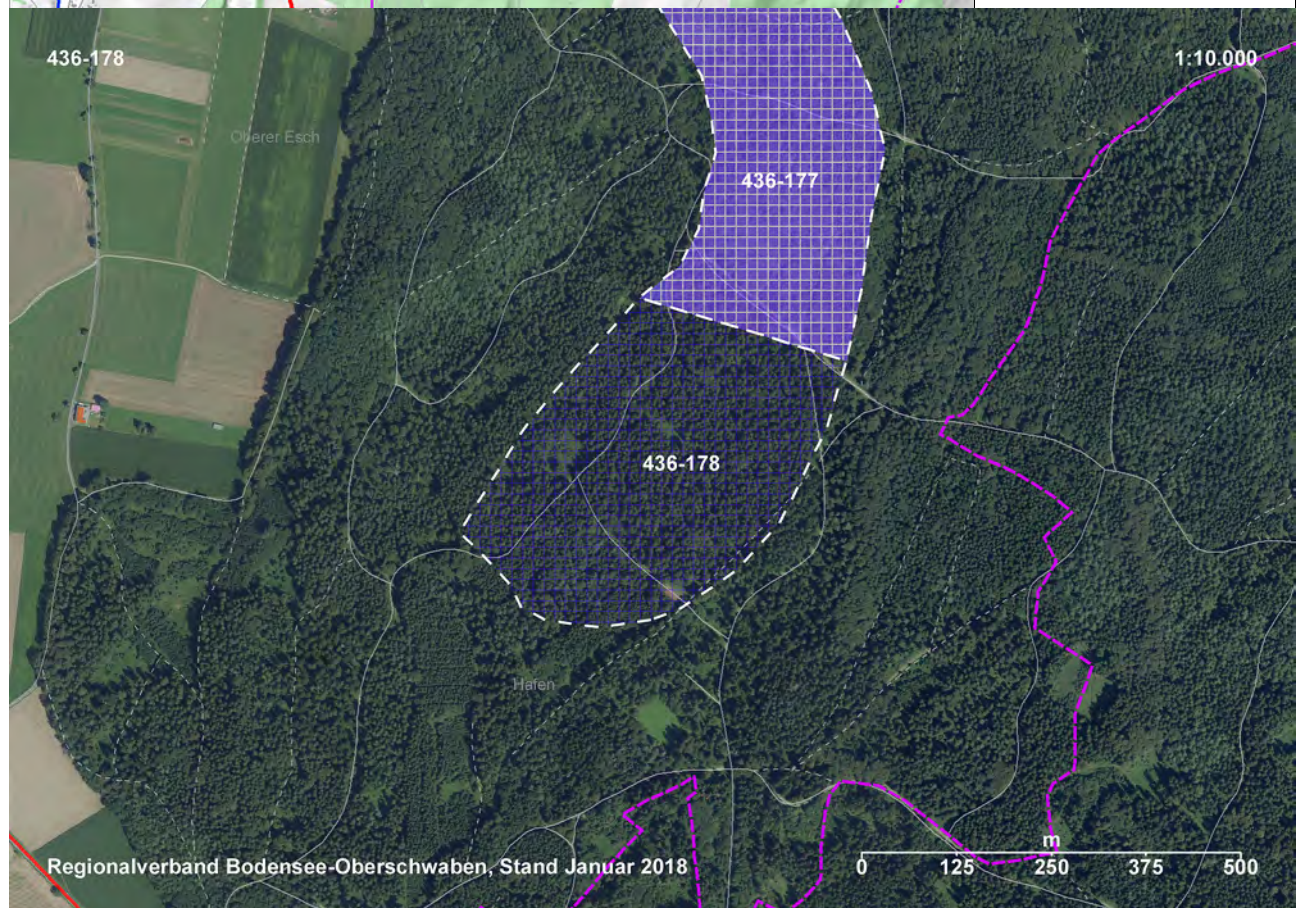 436-178
1:10.000
Oberer Esch
436-177
436-178
Hafen
Regionalverband Bodensee-Oberschwaben, Stand Januar 2018
m
0 125 250 375 500